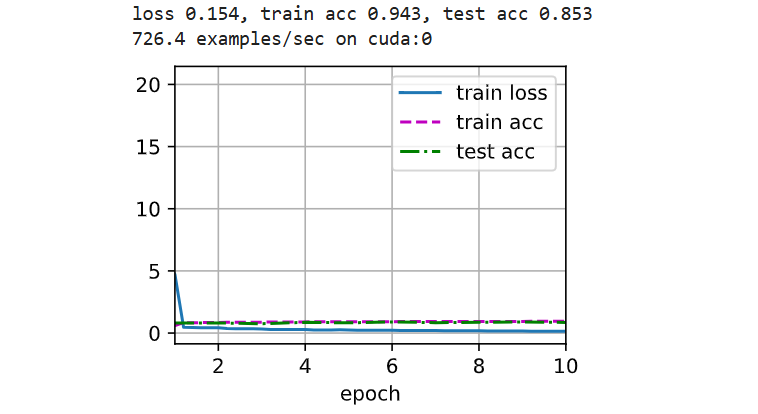 loss 0.154, train acc 0.943, test acc 0.853
726.4 examples/sec on cuda:0
20
15
10
5
0
train loss
train acc
test acc
2 4 6 8 10
epoch